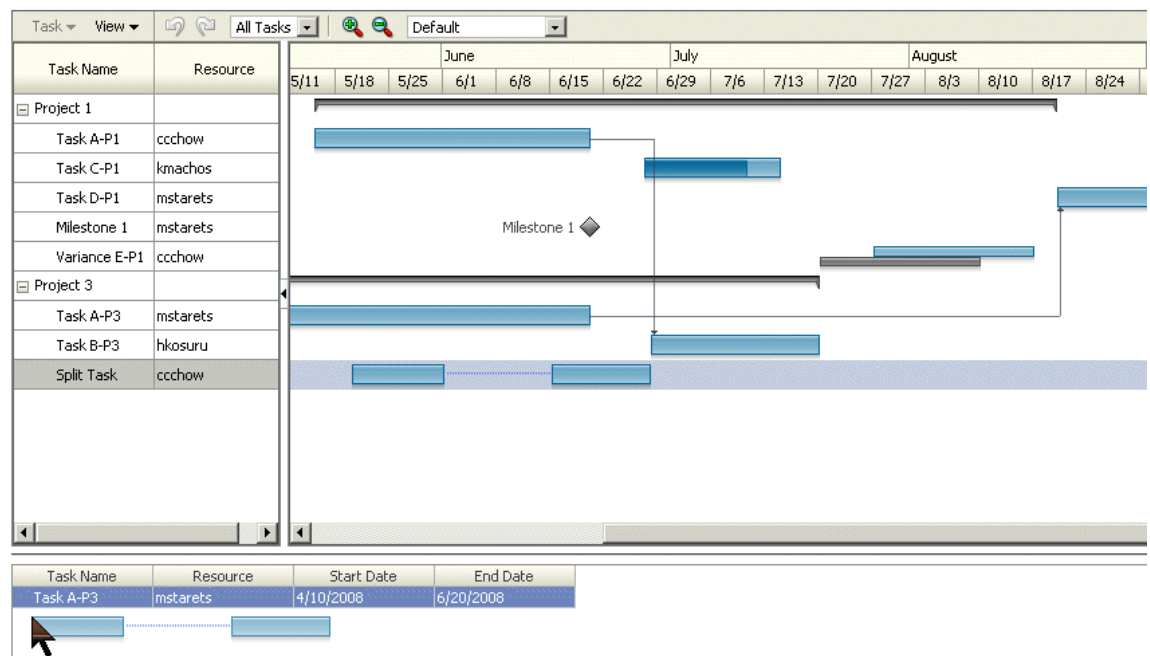 Task View All Tasks Default
Task Name Resource
June July August
5/11 5/18 5/25 6/1 6/8 6/15 6/22 6/29 7/6 7/13 7/20 7/27 8/3 8/10 8/17 8/24
Project 1
Task A-P1 ccchow
Task C-P1 kmachos
Task D-P1 mstarets
Milestone 1 mstarets Milestone 1
Variance E-P1 ccchow
Project 3
Task A-P3 mstarets
Task B-P3 hkosuru
Split Task ccchow
Task Name Resource Start Date End Date
Task A-P3 mstarets 4/10/2008 6/20/2008